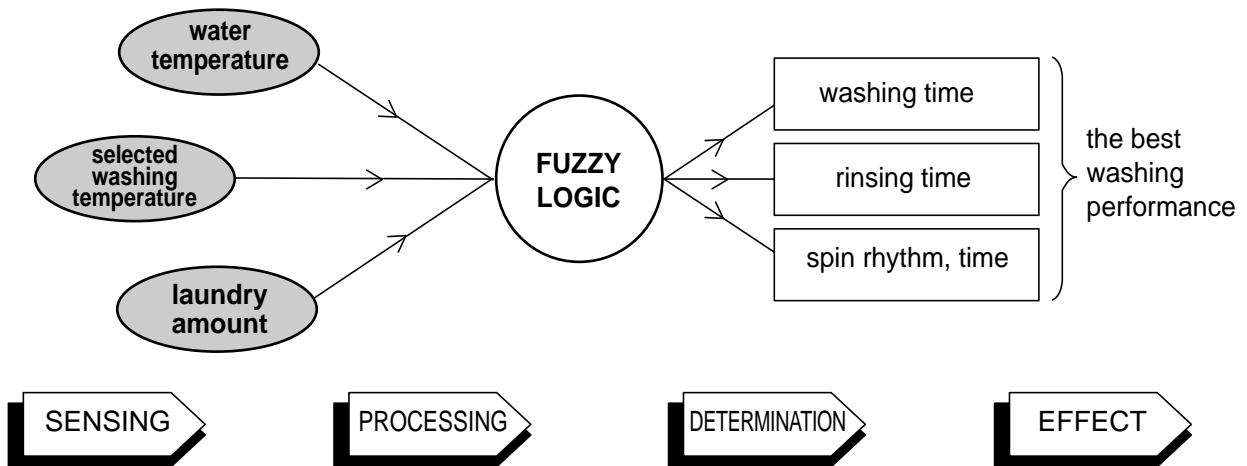 water
temperature
selected
washing
temperature
laundry
amount
FUZZY
LOGIC
washing time
rinsing time
spin rhythm, time
the best
washing
performance
SENSING
PROCESSING
DETERMINATION
EFFECT